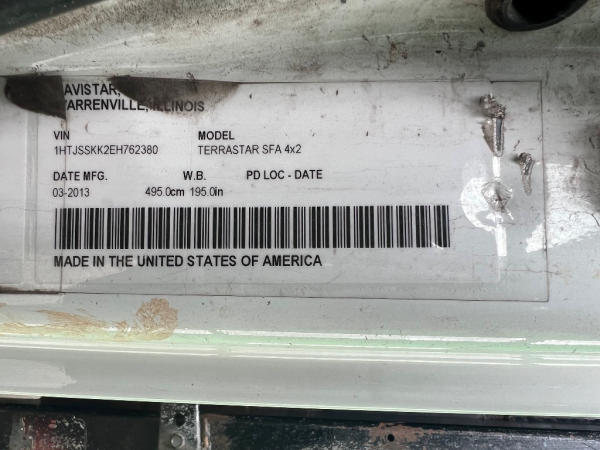 AVISTAR,
ARRENVILLE, ILLINOIS
VIN MODEL
1HTJSSKK2EH762380 TERRASTAR SFA 4x2
DATE MFG. W.B. PD LOC - DATE
03-2013 495.0cm 195.0in
MADE IN THE UNITED STATES OF AMERICA